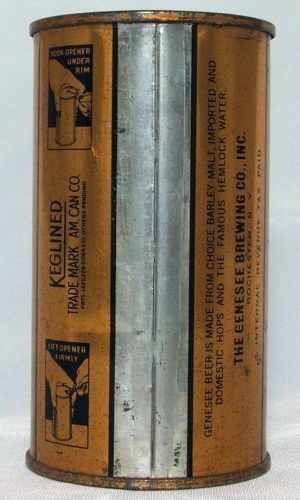 HOOK OPENER
UNDER
RIM
KEGLINED
TRADE MARK AM. CAN CO.
LIFT OPENER
FIRMLY
GENESEE BEER IS MADE FROM CHOICE BARLEY MALT, IMPORTED AND
DOMESTIC HOPS AND THE FAMOUS HEMLOCK WATER.
THE GENESEE BREWING CO., INC.
ROCHESTER, N.Y.
INTERNAL REVENUE TAX PAID